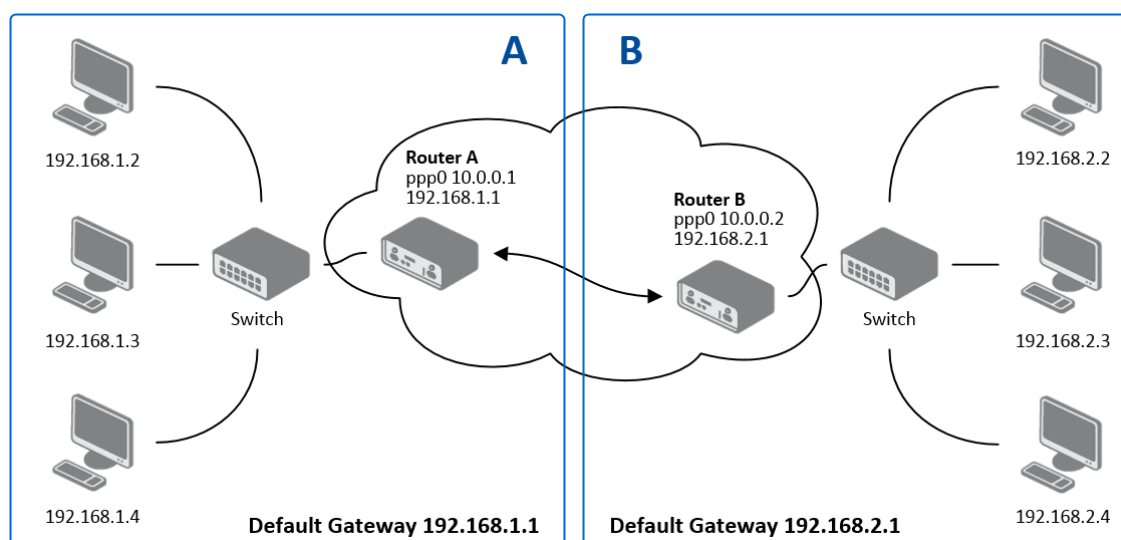 A
B
192.168.1.2
192.168.2.2
Router A
ppp0 10.0.0.1
192.168.1.1
Router B
ppp0 10.0.0.2
192.168.2.1
Switch
Switch
192.168.1.3
192.168.2.3
192.168.1.4
192.168.2.4
Default Gateway 192.168.1.1
Default Gateway 192.168.2.1